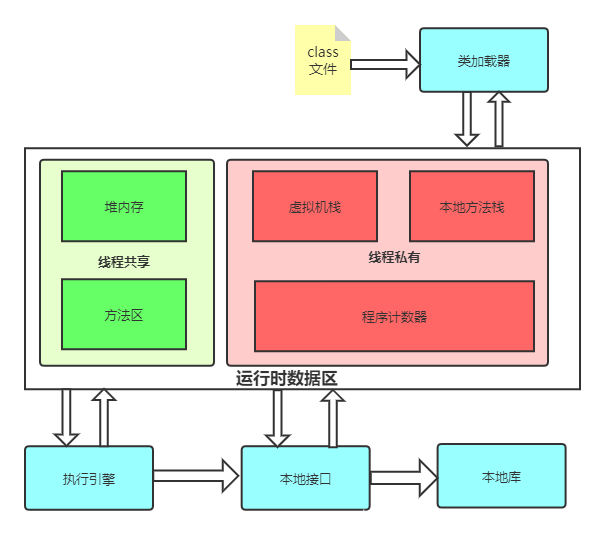 class
文件
类加载器
堆内存
虚拟机栈
本地方法栈
线程共享
线程私有
方法区
程序计数器
运行时数据区
执行引擎
本地接口
本地库